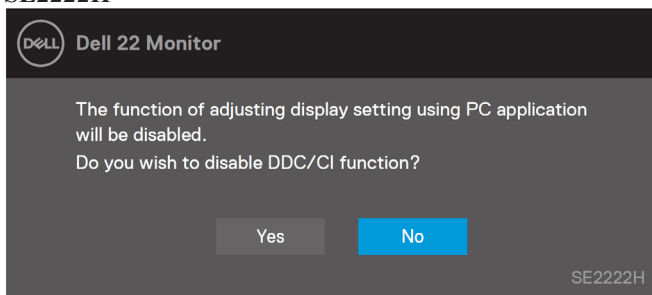 SE2222H
DELL Dell 22 Monitor
The function of adjusting display setting using PC application
will be disabled.
Do you wish to disable DDC/CI function?
Yes No
SE2222H